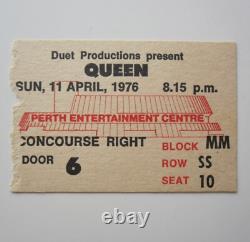 Duet Productions present
QUEEN
SUN, 11 APRIL, 1976 8.15 p.m.
PERTH ENTERTAINMENT CENTRE
CONCOURSE RIGHT BLOCK MM
DOOR 6 ROW SS
SEAT 10